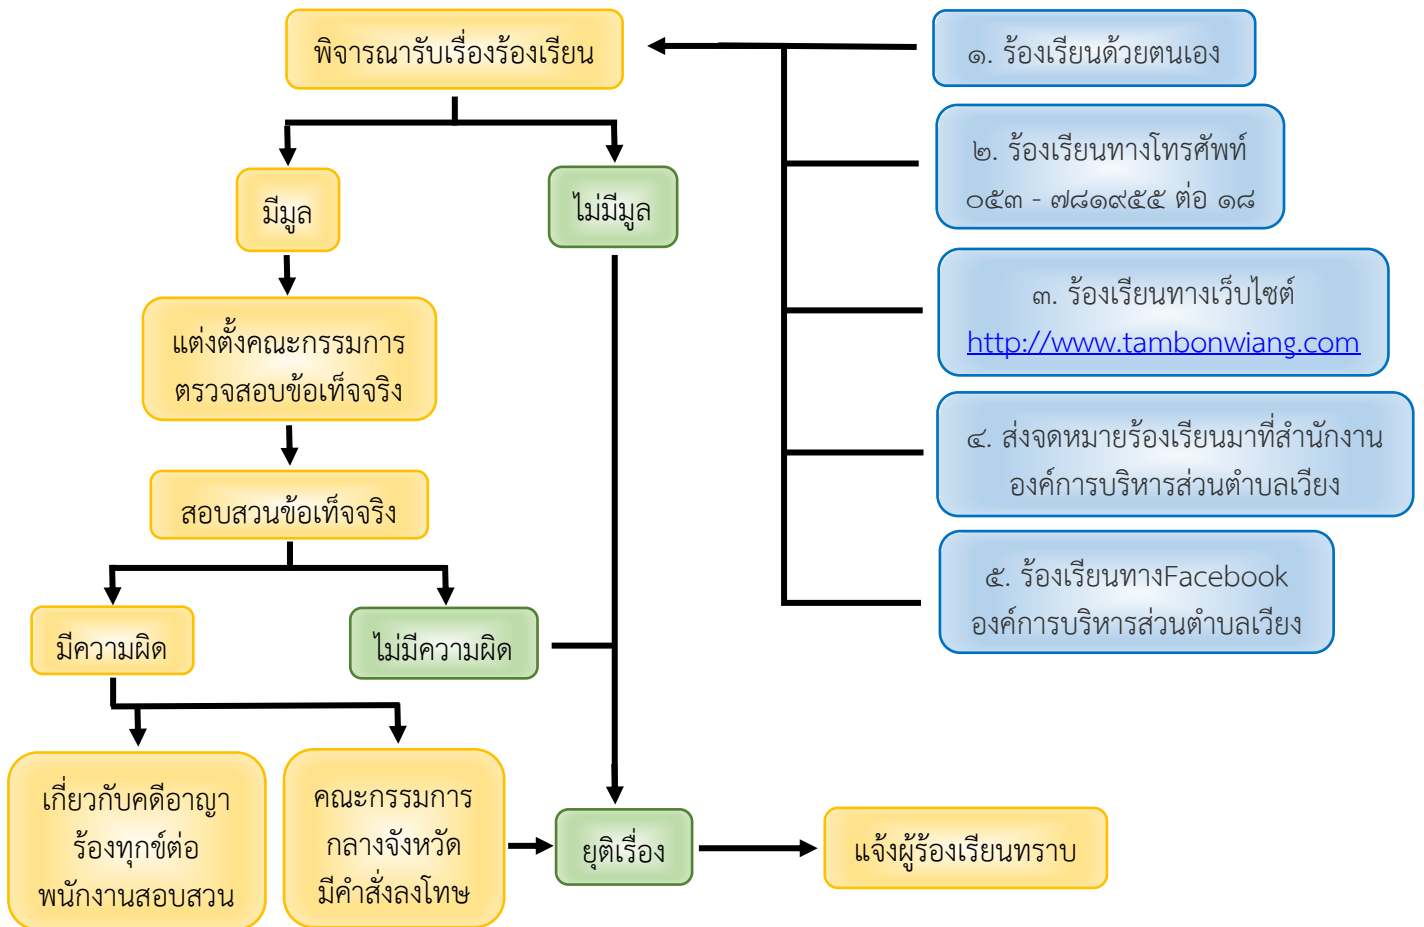 พิจารณารับเรื่องร้องเรียน
๑. ร้องเรียนด้วยตนเอง
๒. ร้องเรียนทางโทรศัพท์
๐๕๓ - ๗๘๑๙๕๕ ต่อ ๑๘
๓. ร้องเรียนทางเว็บไซต์
http://www.tambonwiang.com
๔. ส่งจดหมายร้องเรียนมาที่สำนักงาน
องค์การบริหารส่วนตำบลเวียง
๕. ร้องเรียนทางFacebook
องค์การบริหารส่วนตำบลเวียง
มีมูล
ไม่มีมูล
แต่งตั้งคณะกรรมการ
ตรวจสอบข้อเท็จจริง
สอบสวนข้อเท็จจริง
มีความผิด
ไม่มีความผิด
เกี่ยวกับคดีอาญา
ร้องทุกข์ต่อ
พนักงานสอบสวน
คณะกรรมการ
กลางจังหวัด
มีคำสั่งลงโทษ
ยุติเรื่อง
แจ้งผู้ร้องเรียนทราบ